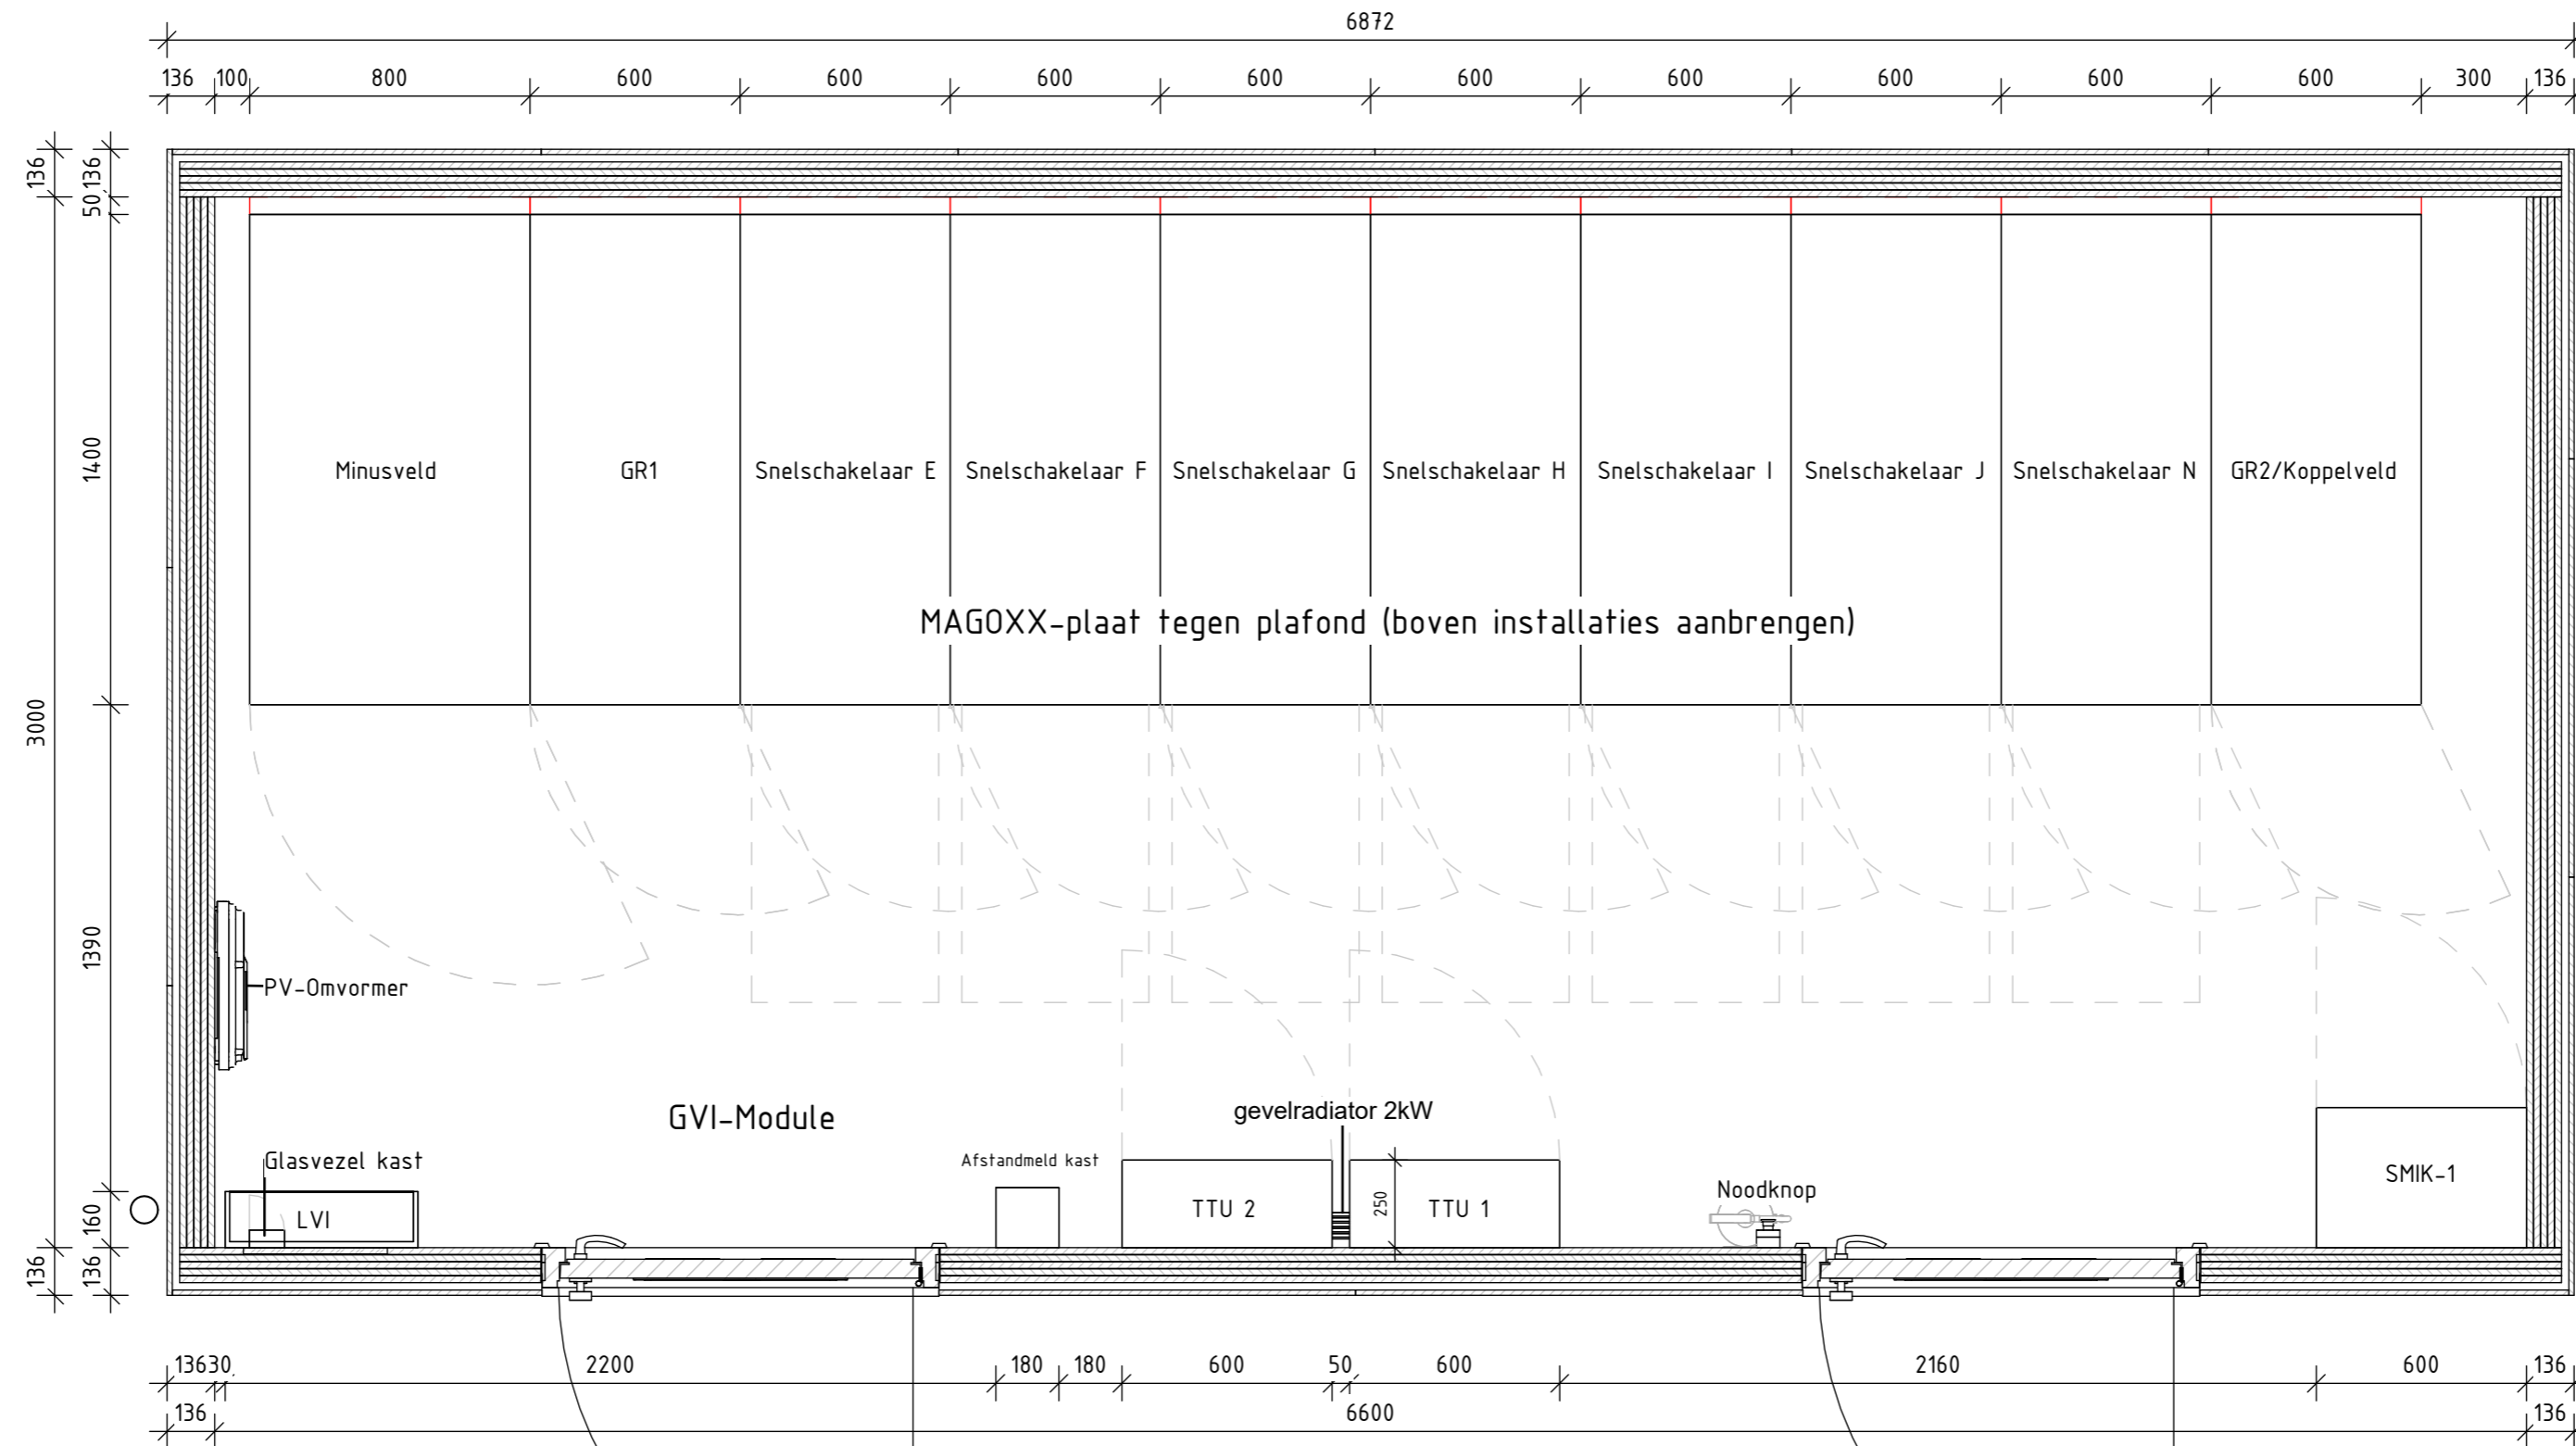 6872
136 100 800 600 600 600 600 600 600 600 600 600 300 136
136 136
50
1400
3000
1390
160
136 136
Minusveld GR1 Snelschakelaar E Snelschakelaar F Snelschakelaar G Snelschakelaar H Snelschakelaar I Snelschakelaar J Snelschakelaar N GR2/Koppelveld
MAGOXX-plaat tegen plafond (boven installaties aanbrengen)
PV-Omvormer
GVI-Module
gevelradiator 2kW
Glasvezel kast
Afstandmeld kast
LVI
TTU 2
250
TTU 1
Noodknop
SMIK-1
136 30 2200 180 180 600 50 600 2160 600 136
136 6600 136